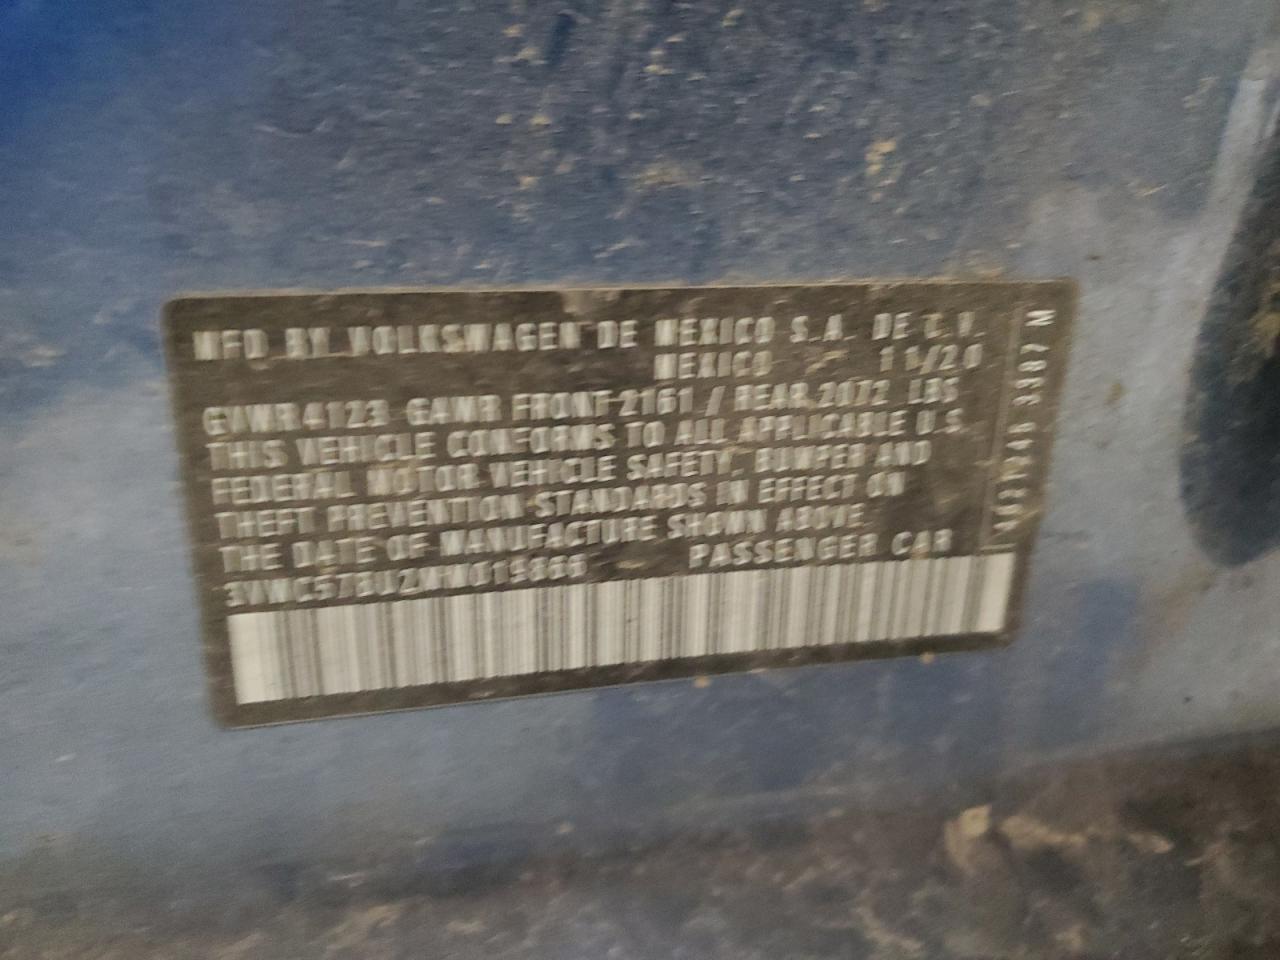 MFD BY VOLKSWAGEN DE MEXICO S.A. DE C.V.
MEXICO 11/20
GVWR 4123 GAWR FRONT 2161 / REAR 2072 LBS
THIS VEHICLE CONFORMS TO ALL APPLICABLE U.S.
FEDERAL MOTOR VEHICLE SAFETY, BUMPER AND
THEFT PREVENTION STANDARDS IN EFFECT ON
THE DATE OF MANUFACTURE SHOWN ABOVE
PASSENGER CAR